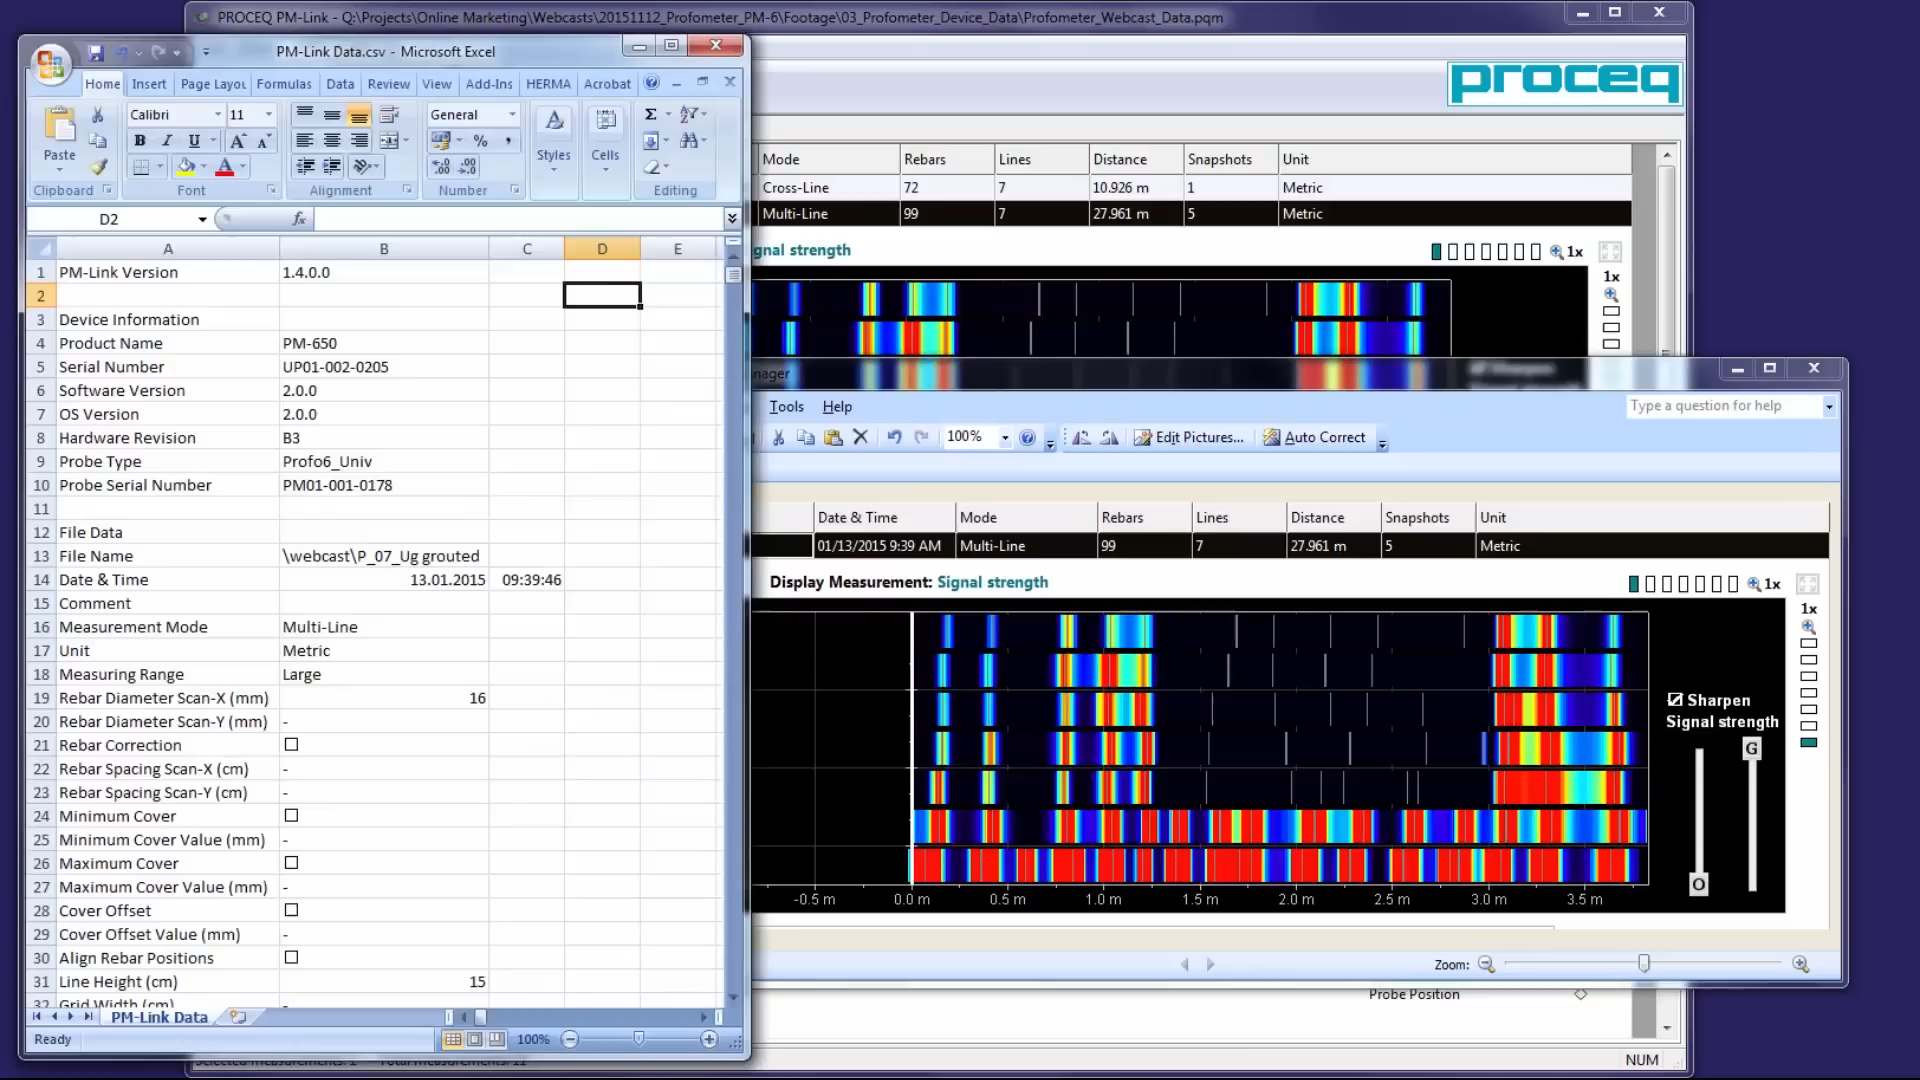 PROCEQ PM-Link - Q:\Projects\Online Marketing\Webcasts\20151112_Profometer_PM-6\Footage\03_Profometer_Device_Data\Profometer_Webcast_Data.pqm
PM-Link Data.csv - Microsoft Excel
Home Insert Page Layou Formulas Data Review View Add-Ins HERMA Acrobat
proceq
Calibri 11 General
B I U A A % ,
Paste Styles Cells
Clipboard Font Alignment Number Editing
D2 fx
A B C D E
1 PM-Link Version 1.4.0.0
2
3 Device Information
4 Product Name PM-650
5 Serial Number UP01-002-0205
6 Software Version 2.0.0
7 OS Version 2.0.0
8 Hardware Revision B3
9 Probe Type Profo6_Univ
10 Probe Serial Number PM01-001-0178
11
12 File Data
13 File Name \webcast\P_07_Ug grouted
14 Date & Time 13.01.2015 09:39:46
15 Comment
16 Measurement Mode Multi-Line
17 Unit Metric
18 Measuring Range Large
19 Rebar Diameter Scan-X (mm) 16
20 Rebar Diameter Scan-Y (mm) -
21 Rebar Correction ☐
22 Rebar Spacing Scan-X (cm) -
23 Rebar Spacing Scan-Y (cm) -
24 Minimum Cover ☐
25 Minimum Cover Value (mm) -
26 Maximum Cover ☐
27 Maximum Cover Value (mm) -
28 Cover Offset ☐
29 Cover Offset Value (mm) -
30 Align Rebar Positions ☐
31 Line Height (cm) 15
32 Grid Width (cm) -
PM-Link Data
Ready 100%
Mode Rebars Lines Distance Snapshots Unit
Cross-Line 72 7 10.926 m 1 Metric
Multi-Line 99 7 27.961 m 5 Metric
gnal strength 1x
1x
Sharpen
nager
Tools Help Type a question for help
100% Edit Pictures... Auto Correct
Date & Time Mode Rebars Lines Distance Snapshots Unit
01/13/2015 9:39 AM Multi-Line 99 7 27.961 m 5 Metric
Display Measurement: Signal strength 1x
1x
Sharpen
Signal strength
G
O
-0.5 m 0.0 m 0.5 m 1.0 m 1.5 m 2.0 m 2.5 m 3.0 m 3.5 m
Zoom:
Probe Position
NUM